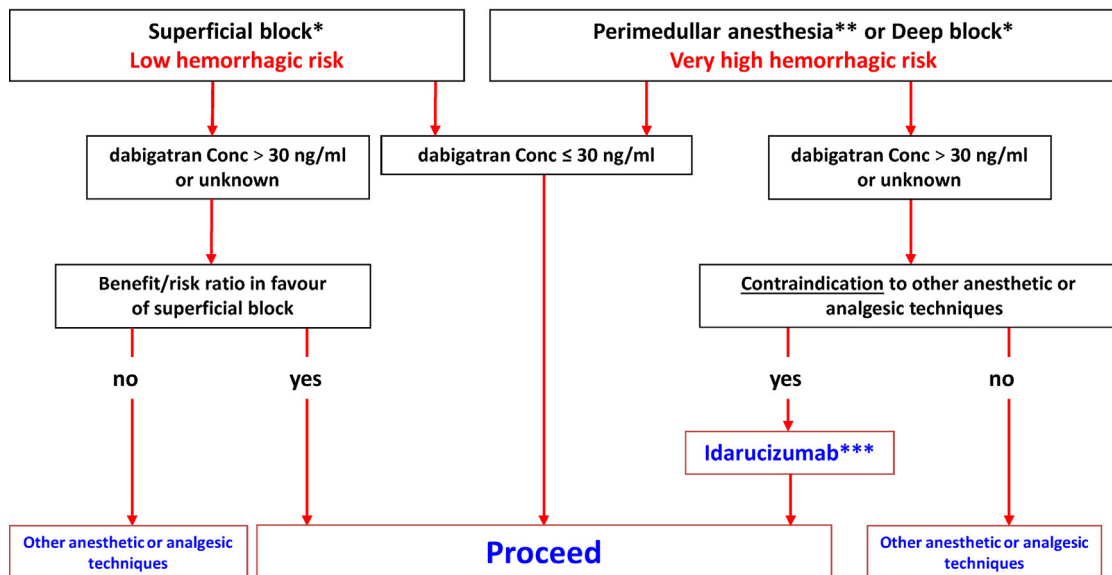 Superficial block*
Low hemorrhagic risk
Perimedullar anesthesia** or Deep block*
Very high hemorrhagic risk
dabigatran Conc > 30 ng/ml
or unknown
dabigatran Conc ≤ 30 ng/ml
dabigatran Conc > 30 ng/ml
or unknown
Benefit/risk ratio in favour
of superficial block
Contraindication to other anesthetic or
analgesic techniques
no
yes
yes
no
Idarucizumab***
Other anesthetic or analgesic
techniques
Proceed
Other anesthetic or analgesic
techniques